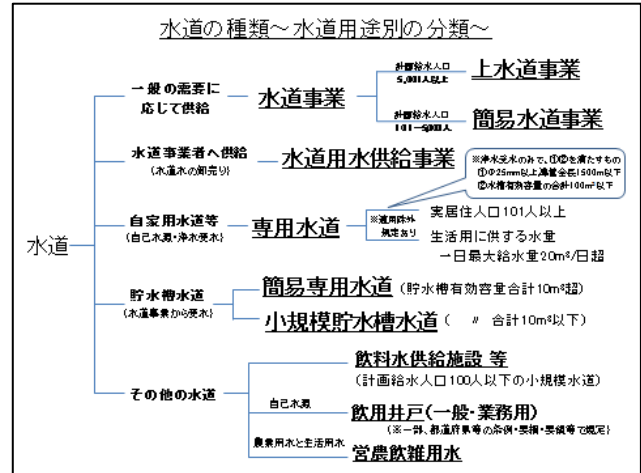 水道の種類～水道用途別の分類～
水道
一般の需要に
応じて供給
水道事業
計画給水人口
5,001人以上
上水道事業
計画給水人口
101～5000人
簡易水道事業
水道事業者へ供給
(水道水の卸売り)
水道用水供給事業
※浄水受水のみで、①②を満たすもの
①Φ25mm以上導管全長1500m以下
②水槽有効容量の合計100m³以下
自家用水道等
(自己水源・浄水受水)
専用水道
※適用除外
規定あり
実居住人口101人以上
生活用に供する水量
一日最大給水量20m³/日超
貯水槽水道
(水道事業から受水)
簡易専用水道(貯水槽有効容量合計10m³超)
小規模貯水槽水道( 〃 合計10m³以下)
その他の水道
飲料水供給施設 等
(計画給水人口100人以下の小規模水道)
自己水源
飲用井戸(一般・業務用)
(※一部、都道府県等の条例・要綱・要領等で規定)
農業用水と生活用水
営農飲雑用水